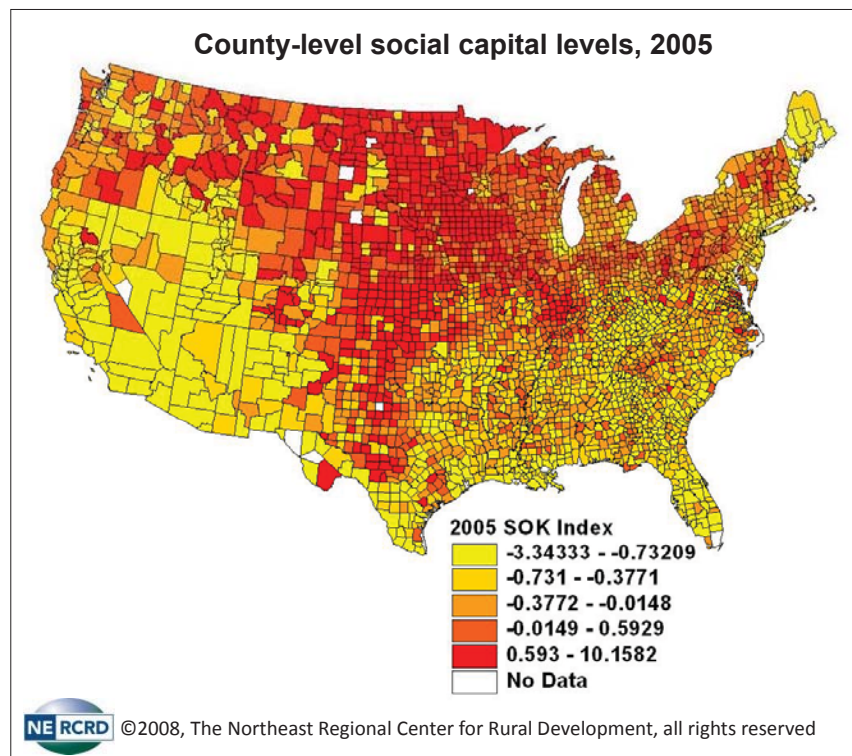 County-level social capital levels, 2005
2005 SOK Index
-3.34333 - -0.73209
-0.731 - -0.3771
-0.3772 - -0.0148
-0.0149 - 0.5929
0.593 - 10.1582
No Data
NE RCRD ©2008, The Northeast Regional Center for Rural Development, all rights reserved